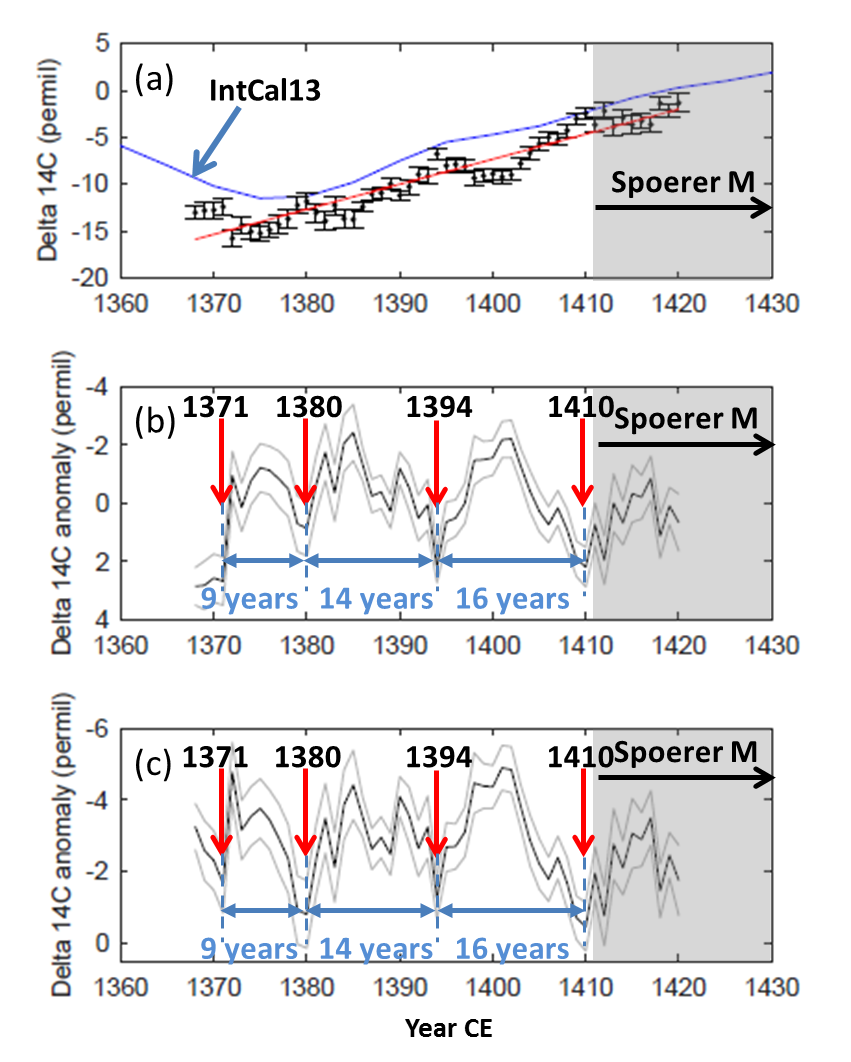 (a)
Delta 14C (permil)
5
0
-5
-10
-15
-20
IntCal13
Spoerer M
1360 1370 1380 1390 1400 1410 1420 1430
(b)
Delta 14C anomaly (permil)
-4
-2
0
2
4
1371 1380 1394 1410
Spoerer M
9 years 14 years 16 years
1360 1370 1380 1390 1400 1410 1420 1430
(c)
Delta 14C anomaly (permil)
-6
-4
-2
0
1371 1380 1394 1410
Spoerer M
9 years 14 years 16 years
1360 1370 1380 1390 1400 1410 1420 1430
Year CE